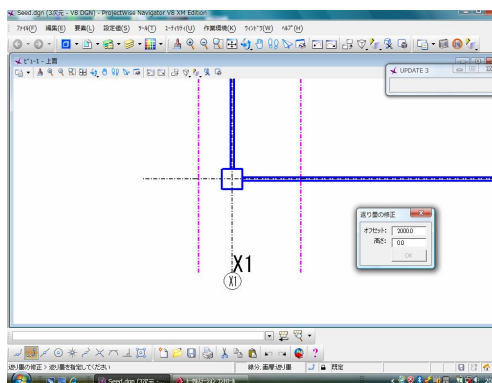 Seed.dgn (3次元 - V8 DGN) - ProjectWise Navigator V8 XM Edition
ファイル(F) 編集(E) 要素(L) 設定値(S) ツール(T) ユーティリティ(U) 作業環境(K) ウィンドウ(W) ヘルプ(H)
ビュー1 - 上面
UPDATE 3
逃り墨の修正
オフセット: 2000.0
高さ: 0.0
OK
X1
X1
逃り墨の修正 > 逃り墨を指定してください
線分, 画層:逃り墨
既定
Seed.dgn (3次元 -...